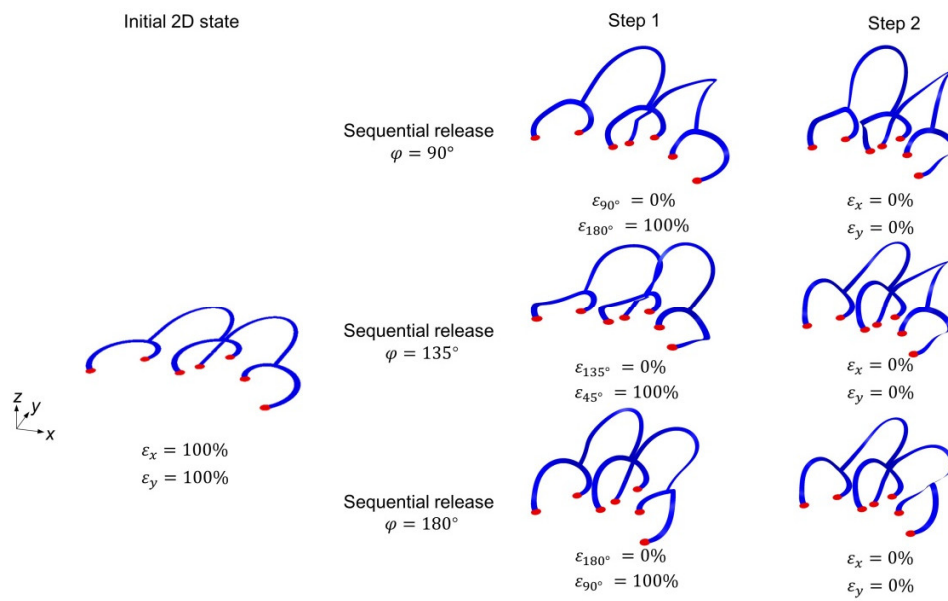 Initial 2D state
Step 1
Step 2
Sequential release
φ = 90°
ε90° = 0%
ε180° = 100%
εx = 0%
εy = 0%
Sequential release
φ = 135°
ε135° = 0%
ε45° = 100%
εx = 0%
εy = 0%
z
y
x
εx = 100%
εy = 100%
Sequential release
φ = 180°
ε180° = 0%
ε90° = 100%
εx = 0%
εy = 0%